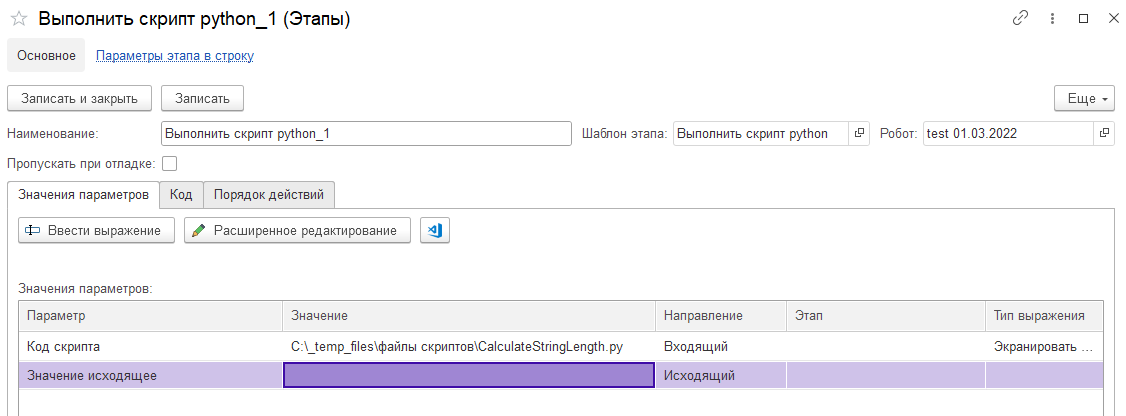 Выполнить скрипт python_1 (Этапы)
Основное Параметры этапа в строку
Записать и закрыть Записать Еще
Наименование: Выполнить скрипт python_1 Шаблон этапа: Выполнить скрипт python Робот: test 01.03.2022
Пропускать при отладке:
Значения параметров Код Порядок действий
Ввести выражение Расширенное редактирование
Значения параметров:
Параметр Значение Направление Этап Тип выражения
Код скрипта C:\_temp_files\файлы скриптов\CalculateStringLength.py Входящий Экранировать ...
Значение исходящее Исходящий